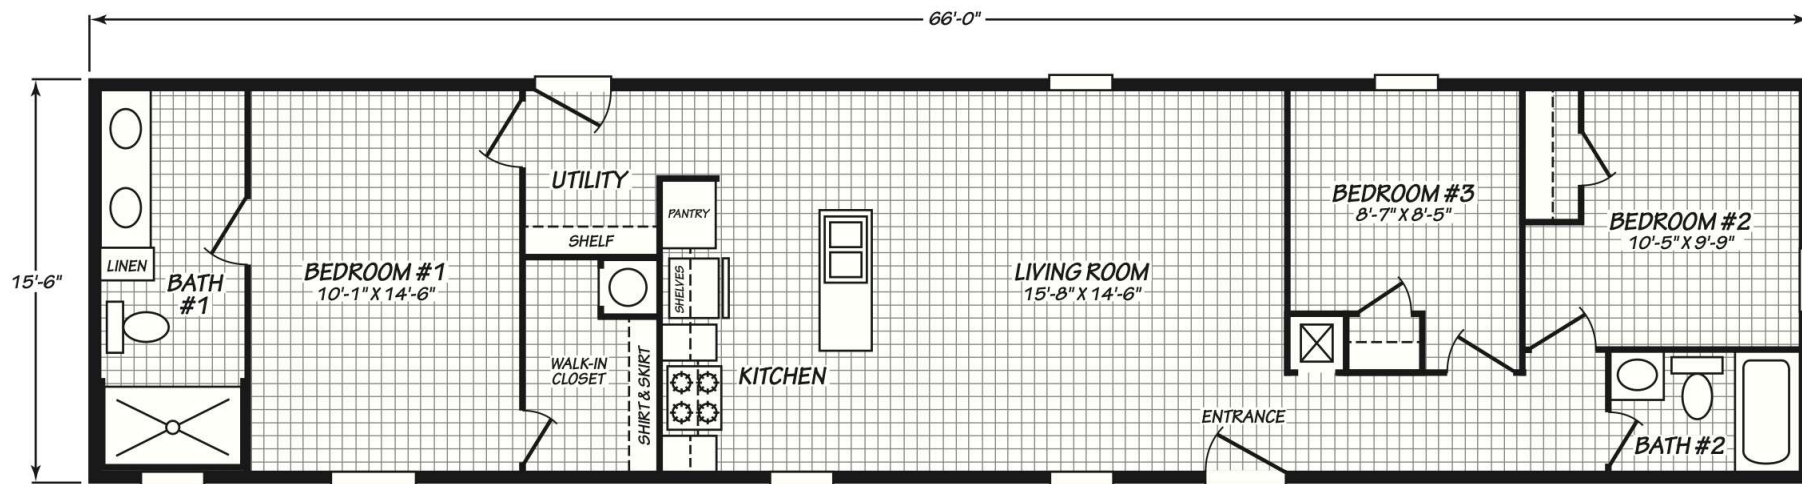 66'-0"
15'-6"
LINEN
BATH
#1
BEDROOM #1
10'-1" X 14'-6"
UTILITY
SHELF
WALK-IN
CLOSET
SHIRT & SKIRT
PANTRY
SHELVES
KITCHEN
LIVING ROOM
15'-8" X 14'-6"
ENTRANCE
BEDROOM #3
8'-7" X 8'-5"
BEDROOM #2
10'-5" X 9'-9"
BATH #2